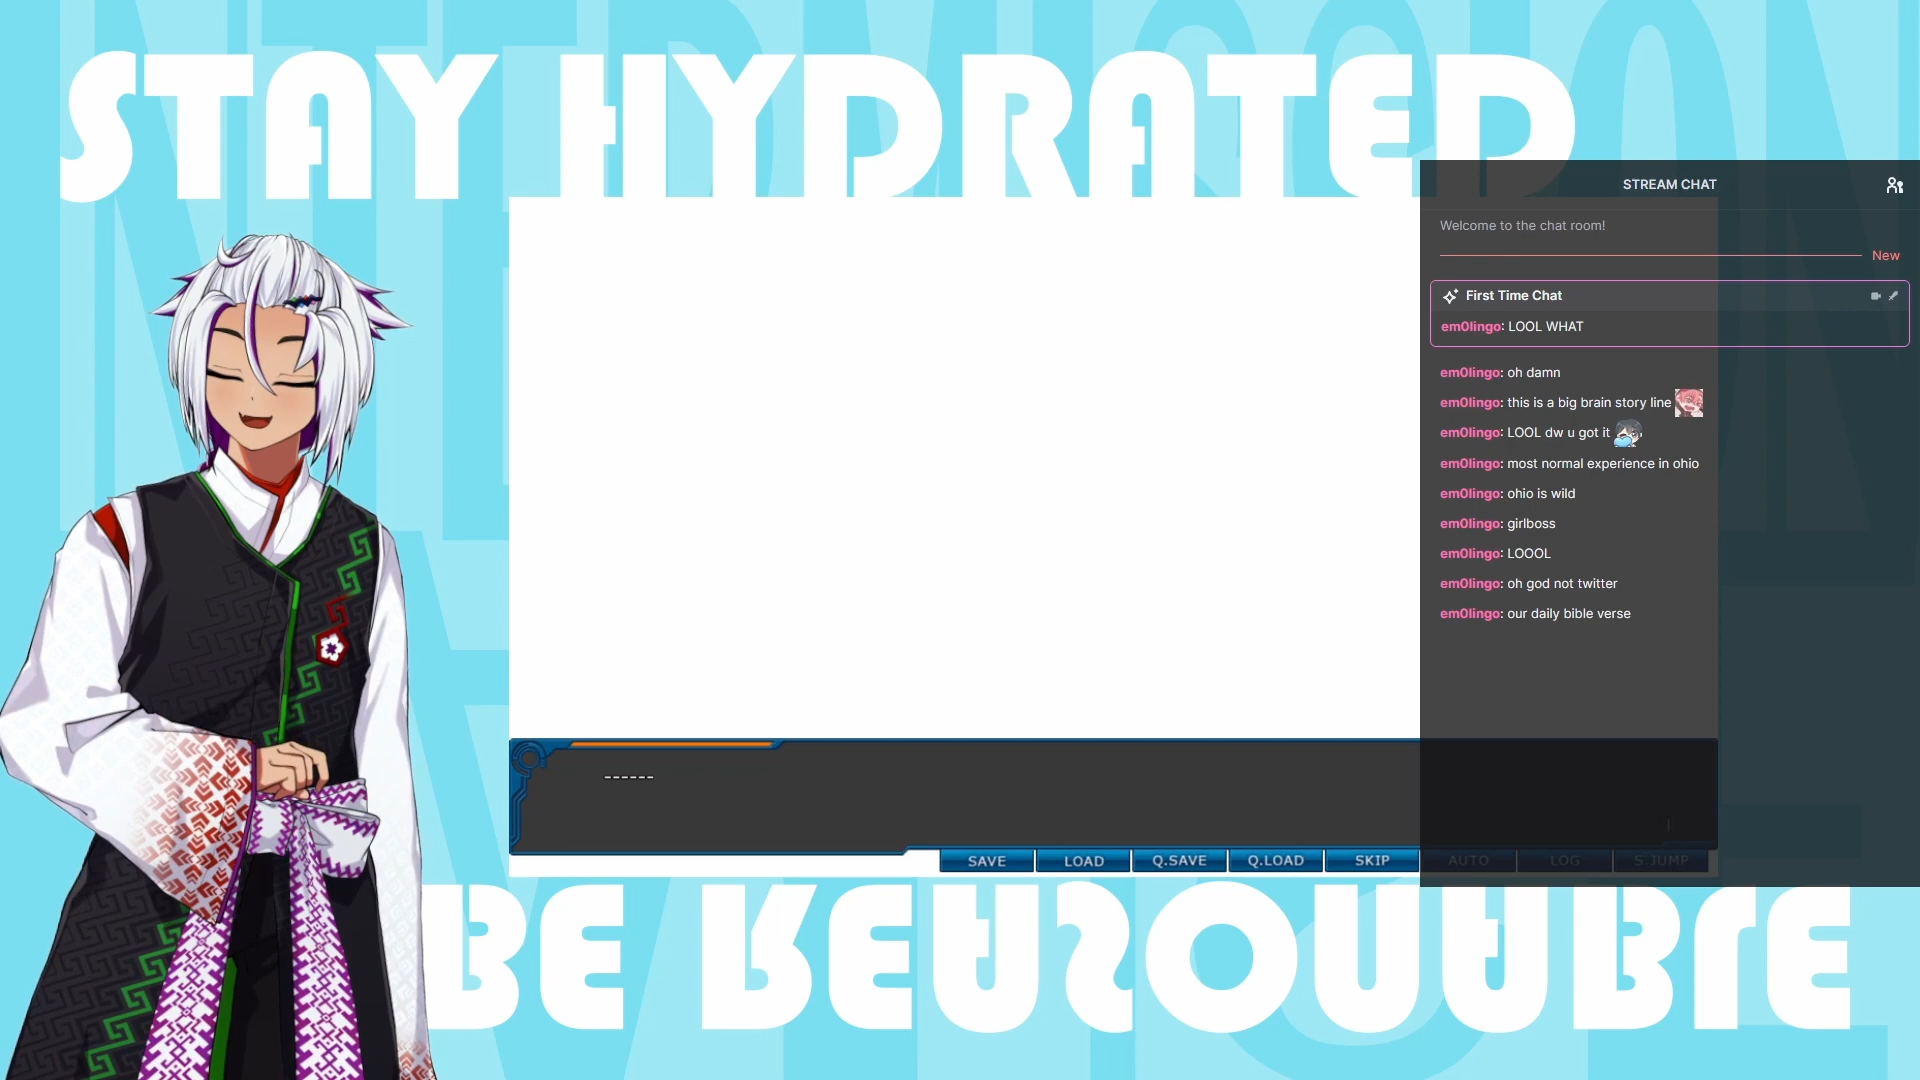 STAY HYDRATED
STREAM CHAT
Welcome to the chat room!
New
First Time Chat
em0lingo: LOOL WHAT
em0lingo: oh damn
em0lingo: this is a big brain story line
em0lingo: LOOL dw u got it
em0lingo: most normal experience in ohio
em0lingo: ohio is wild
em0lingo: girlboss
em0lingo: LOOOL
em0lingo: oh god not twitter
em0lingo: our daily bible verse
------
SAVE LOAD Q.SAVE Q.LOAD SKIP AUTO LOG S.JUMP
BE